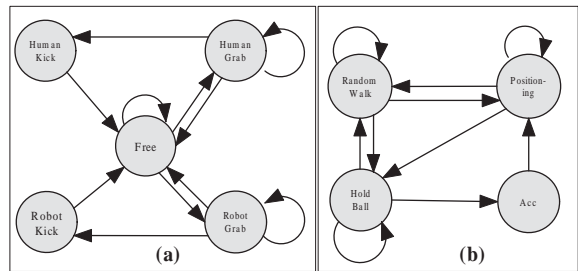 Human
Kick
Human
Grab
Free
Robot
Kick
Robot
Grab
(a)
Random
Walk
Position-
ing
Hold
Ball
Acc
(b)